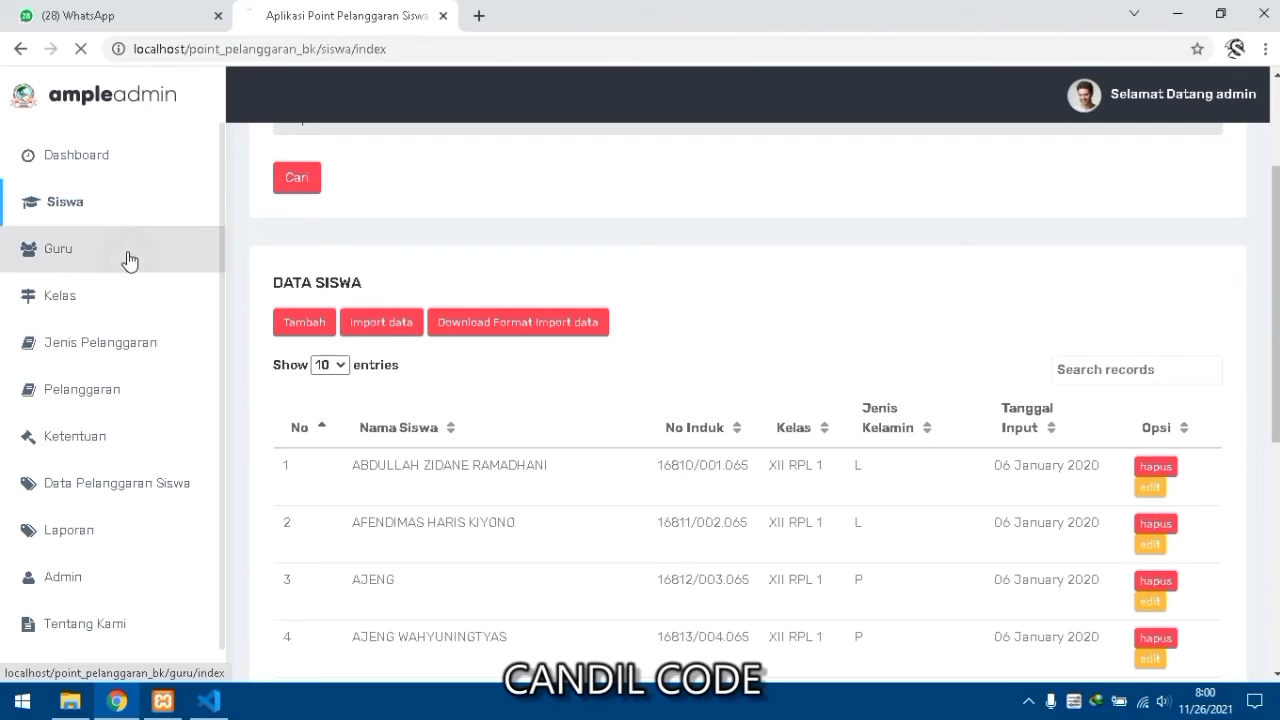 (28) WhatsApp
Aplikasi Point Pelanggaran Sisw
localhost/point_pelanggaran_bk/siswa/index
ampleadmin
Selamat Datang admin
Dashboard
Siswa
Guru
Kelas
Jenis Pelanggaran
Pelanggaran
Ketentuan
Data Pelanggaran Siswa
Laporan
Admin
Tentang Kami
Cari
DATA SISWA
Tambah Import data Download Format Import data
Show 10 entries
Search records
No Nama Siswa No Induk Kelas Jenis Kelamin Tanggal Input Opsi
1 ABDULLAH ZIDANE RAMADHANI 16810/001.065 XII RPL 1 L 06 January 2020 hapus
edit
2 AFENDIMAS HARIS KIYONO 16811/002.065 XII RPL 1 L 06 January 2020 hapus
edit
3 AJENG 16812/003.065 XII RPL 1 P 06 January 2020 hapus
edit
4 AJENG WAHYUNINGTYAS 16813/004.065 XII RPL 1 P 06 January 2020 hapus
edit
localhost/point_pelanggaran_bk/guru/index
CANDIL CODE
8:00
11/26/2021